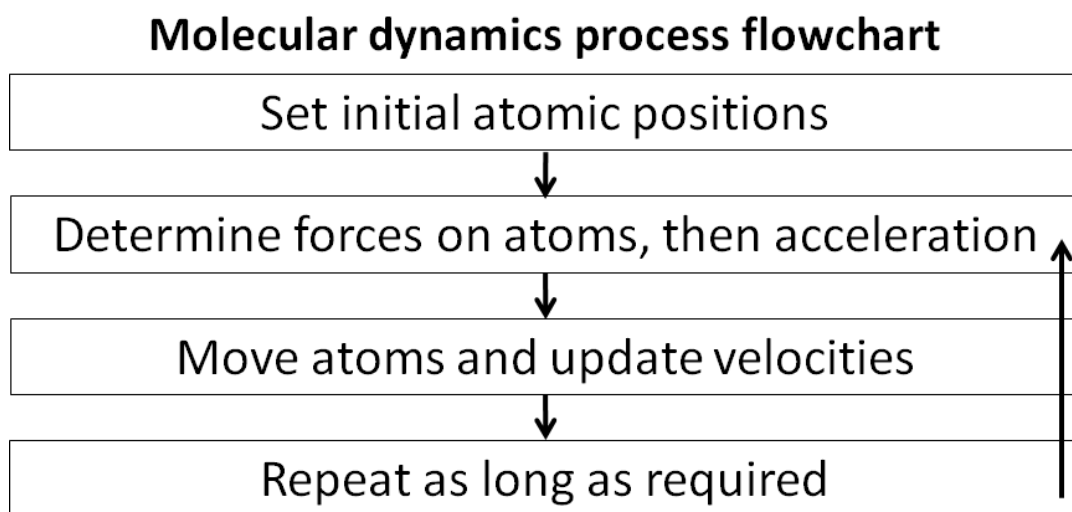 Molecular dynamics process flowchart
Set initial atomic positions
Determine forces on atoms, then acceleration
Move atoms and update velocities
Repeat as long as required